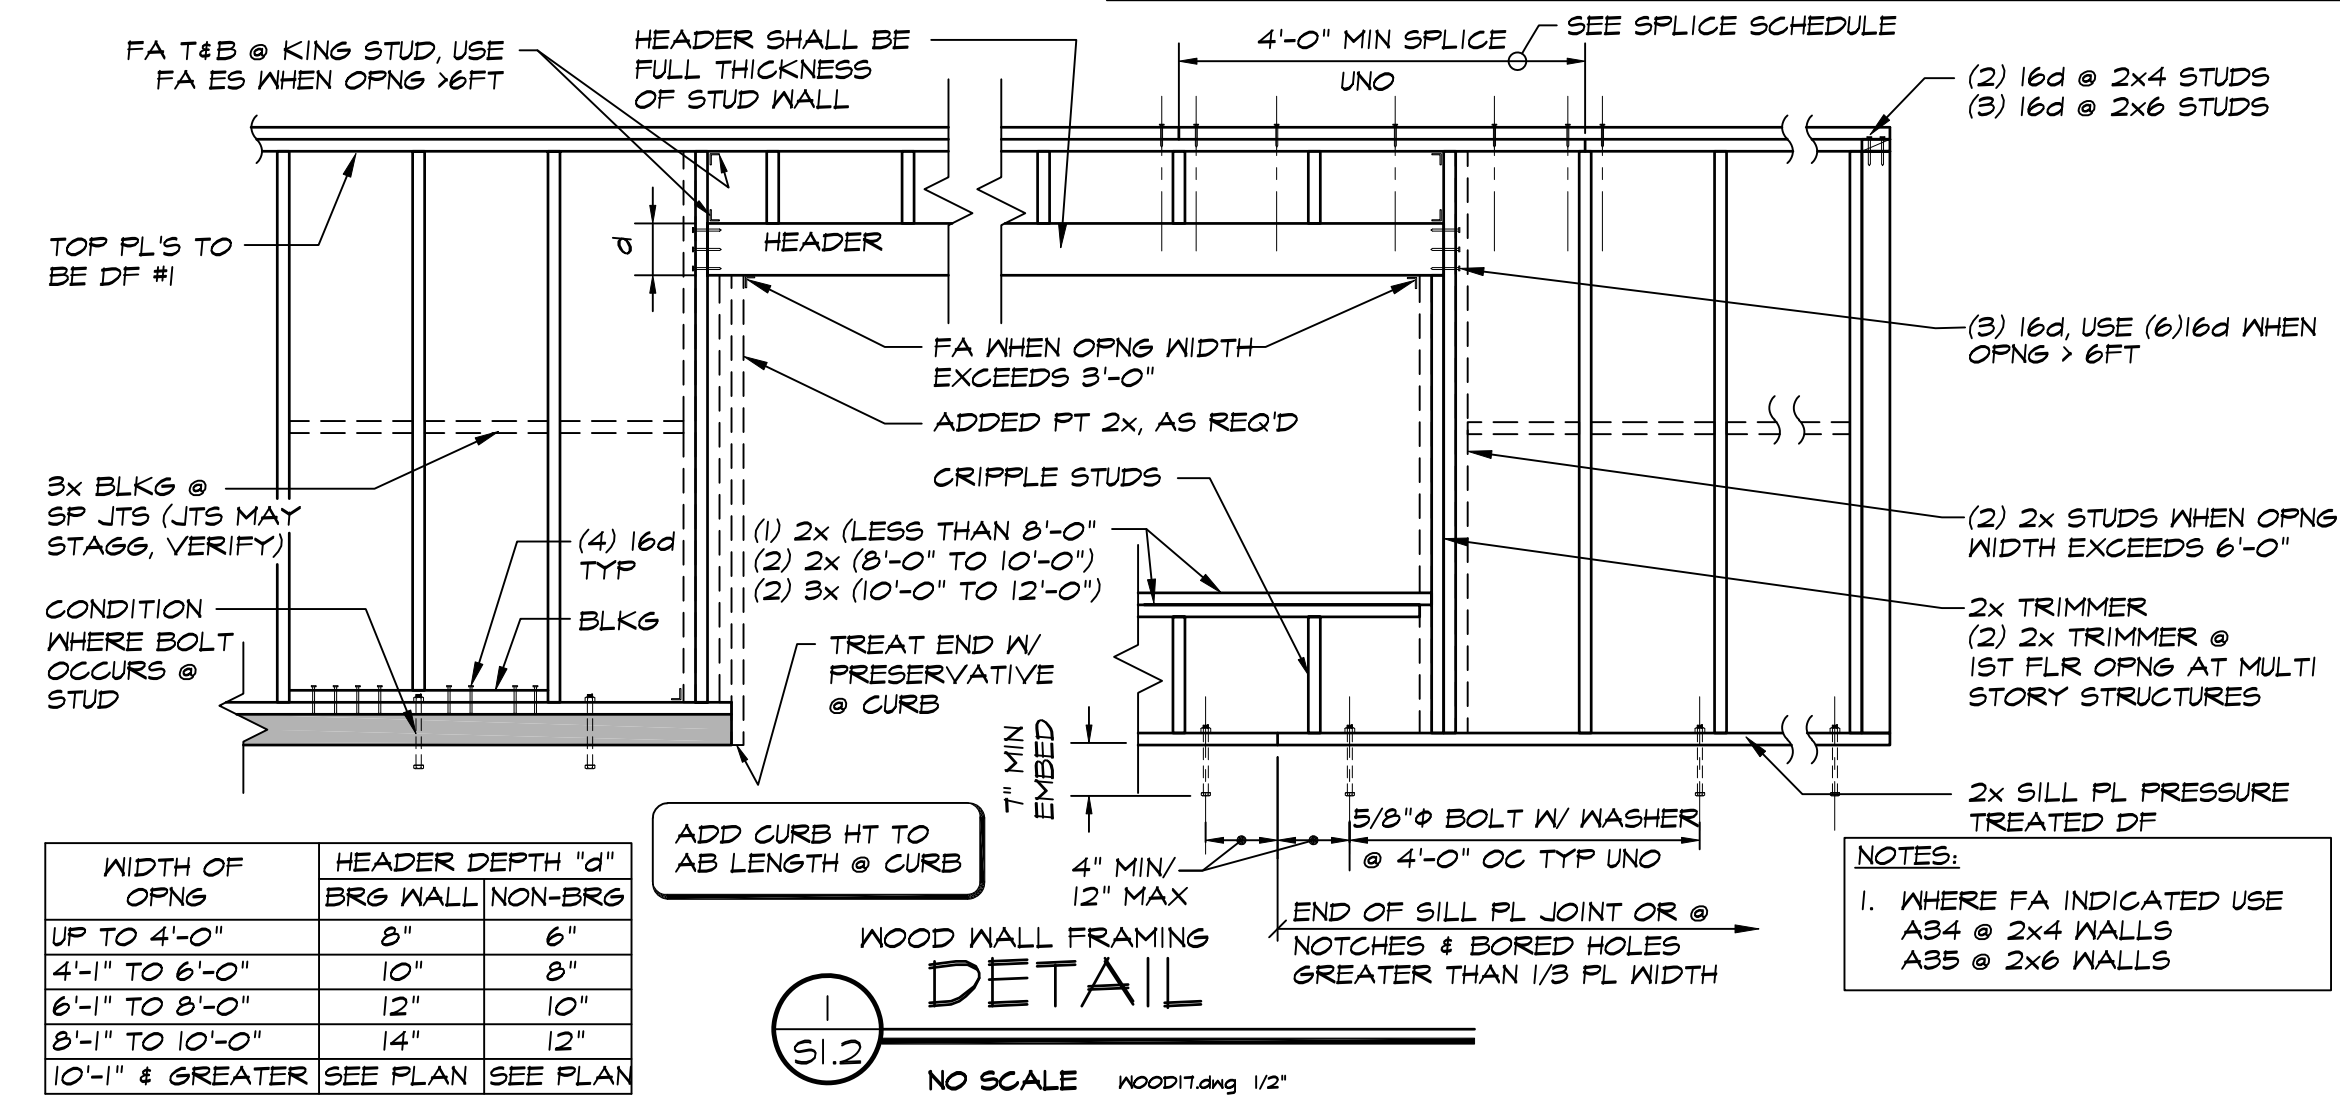 FA T&B @ KING STUD, USE
FA ES WHEN OPNG >6FT
HEADER SHALL BE
FULL THICKNESS
OF STUD WALL
4'-0" MIN SPLICE
UNO
SEE SPLICE SCHEDULE
(2) 16d @ 2x4 STUDS
(3) 16d @ 2x6 STUDS
TOP PL'S TO
BE DF #1
d
HEADER
(3) 16d, USE (6)16d WHEN
OPNG > 6FT
FA WHEN OPNG WIDTH
EXCEEDS 3'-0"
ADDED PT 2x, AS REQ'D
CRIPPLE STUDS
3x BLKG @
SP JTS (JTS MAY
STAGG, VERIFY)
(4) 16d
TYP
(1) 2x (LESS THAN 8'-0"
(2) 2x (8'-0" TO 10'-0")
(2) 3x (10'-0" TO 12'-0")
(2) 2x STUDS WHEN OPNG
WIDTH EXCEEDS 6'-0"
CONDITION
WHERE BOLT
OCCURS @
STUD
BLKG
TREAT END W/
PRESERVATIVE
@ CURB
2x TRIMMER
(2) 2x TRIMMER @
1ST FLR OPNG AT MULTI
STORY STRUCTURES
7" MIN
EMBED
2x SILL PL PRESSURE
TREATED DF
ADD CURB HT TO
AB LENGTH @ CURB
5/8"Φ BOLT W/ WASHER
@ 4'-0" OC TYP UNO
4" MIN/
12" MAX
END OF SILL PL JOINT OR @
NOTCHES & BORED HOLES
GREATER THAN 1/3 PL WIDTH
NOTES:
1. WHERE FA INDICATED USE
A34 @ 2x4 WALLS
A35 @ 2x6 WALLS
WIDTH OF
OPNG
HEADER DEPTH "d"
BRG WALL NON-BRG
UP TO 4'-0" 8" 6"
4'-1" TO 6'-0" 10" 8"
6'-1" TO 8'-0" 12" 10"
8'-1" TO 10'-0" 14" 12"
10'-1" & GREATER SEE PLAN SEE PLAN
WOOD WALL FRAMING
DETAIL
1
S1.2
NO SCALE WOOD17.dwg 1/2"